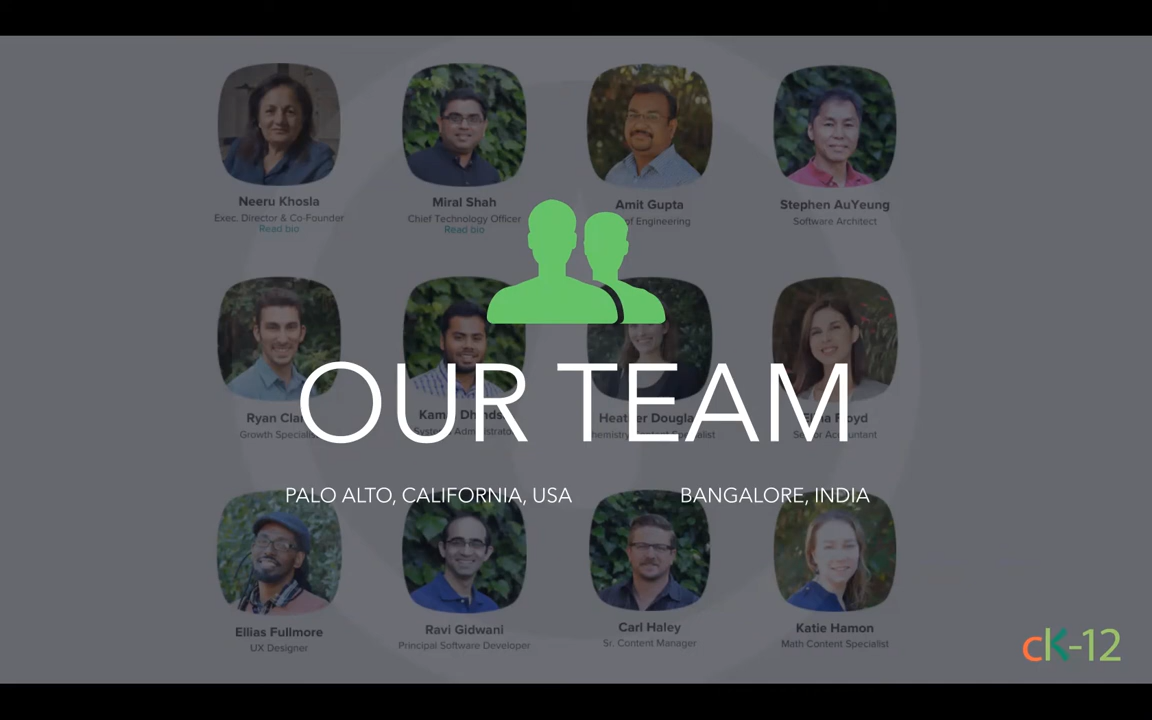 Neeru Khosla
Exec. Director & Co-Founder
Read bio
Miral Shah
Chief Technology Officer
Read bio
Amit Gupta
of Engineering
Stephen AuYeung
Software Architect
Ryan
Growth
Heather
Accountant
OUR TEAM
PALO ALTO, CALIFORNIA, USA
BANGALORE, INDIA
Ellias Fullmore
UX Designer
Ravi Gidwani
Principal Software Developer
Carl Haley
Sr. Content Manager
Katie Hamon
Math Content Specialist
cK-12